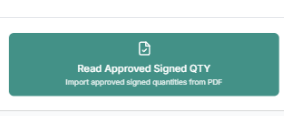 Read Approved Signed QTY
Import approved signed quantities from PDF